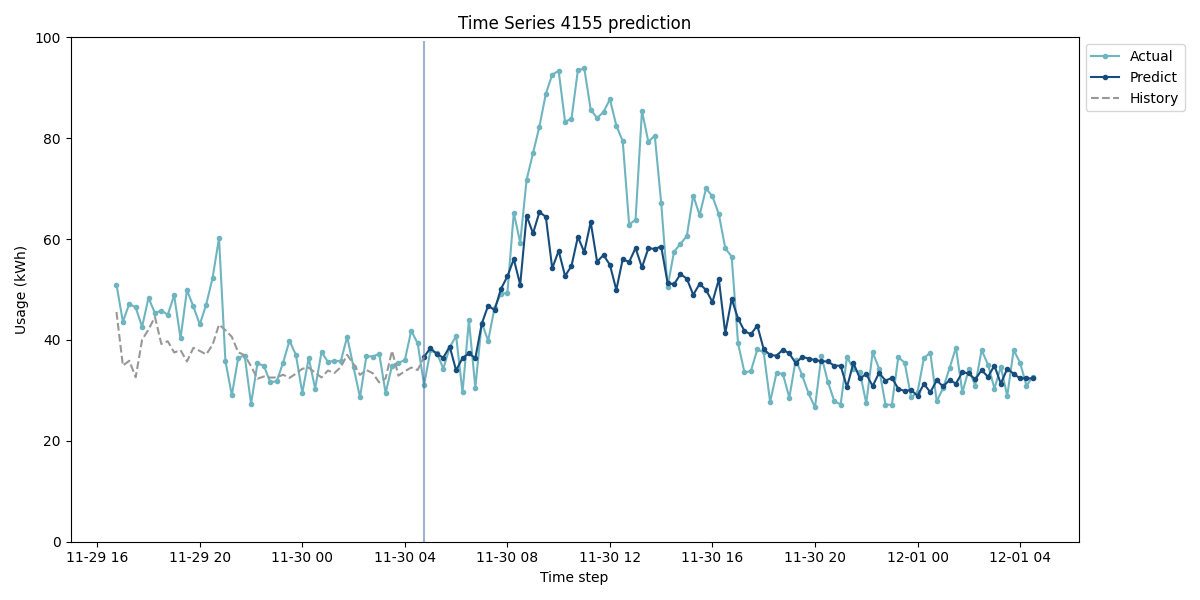 Time Series 4155 prediction
100
80
60
40
20
0
Usage (kWh)
11-29 16
11-29 20
11-30 00
11-30 04
11-30 08
11-30 12
11-30 16
11-30 20
12-01 00
12-01 04
Time step
Actual
Predict
History